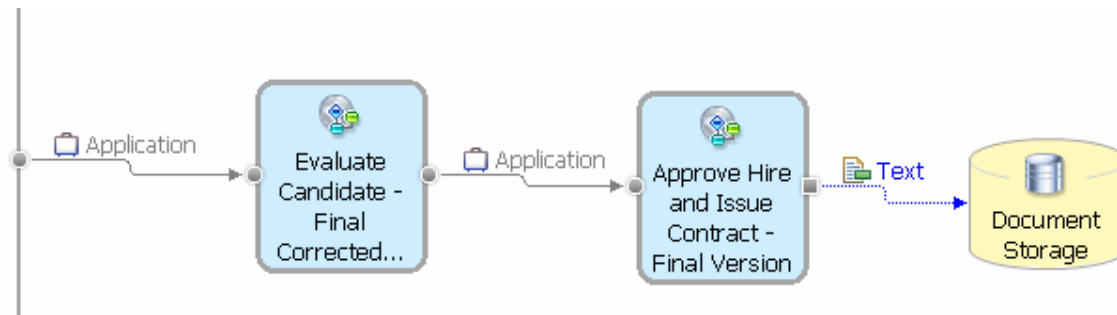 Application
Evaluate
Candidate -
Final
Corrected...
Application
Approve Hire
and Issue
Contract -
Final Version
Text
Document
Storage